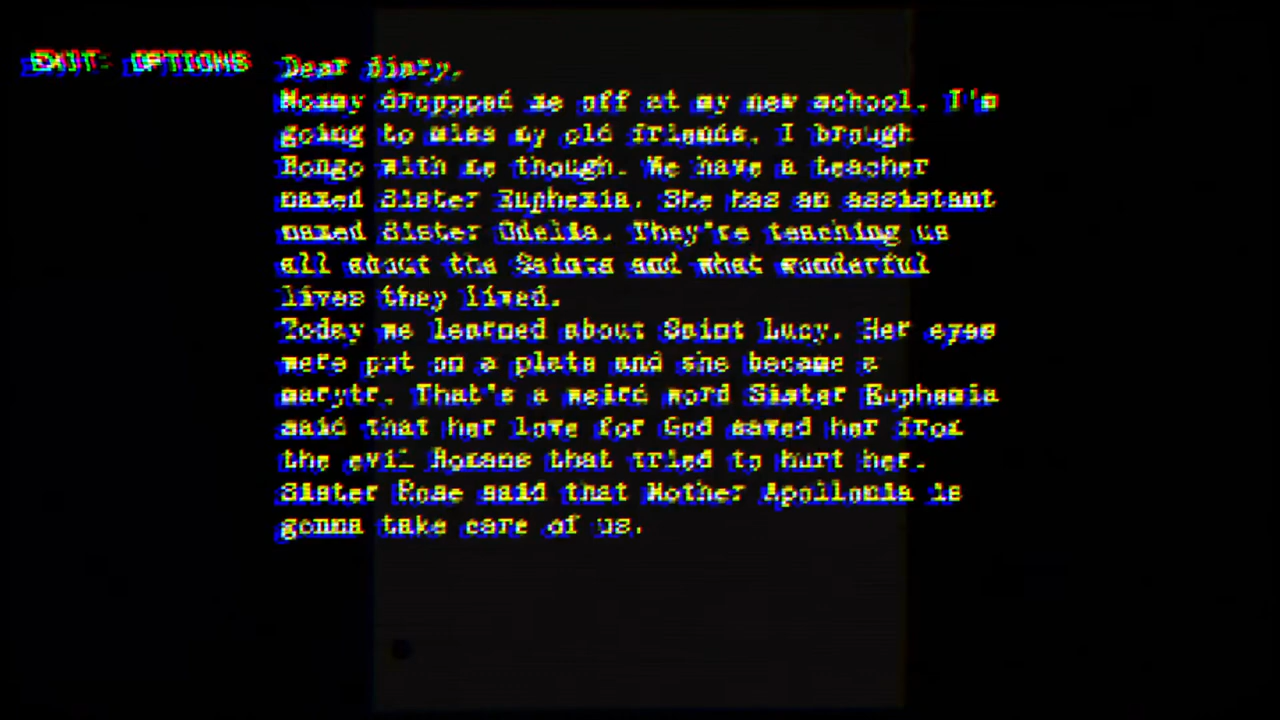 EXIT: OPTIONS
Dear diary,
Mommy droppped me off at my new school. I'm
going to miss my old friends. I brough
Bongo with me though. We have a teacher
named Sister Euphemia. She has an assistant
named Sister Odelia. They're teaching us
all about the Saints and what wonderful
lives they lived.
Today we learned about Saint Lucy. Her eyes
were put on a plate and she became a
marytr. That's a weird word Sister Euphemia
said that her love for God saved her from
the evil Romans that tried to hurt her.
Sister Rose said that Mother Apollonia is
gonna take care of us.